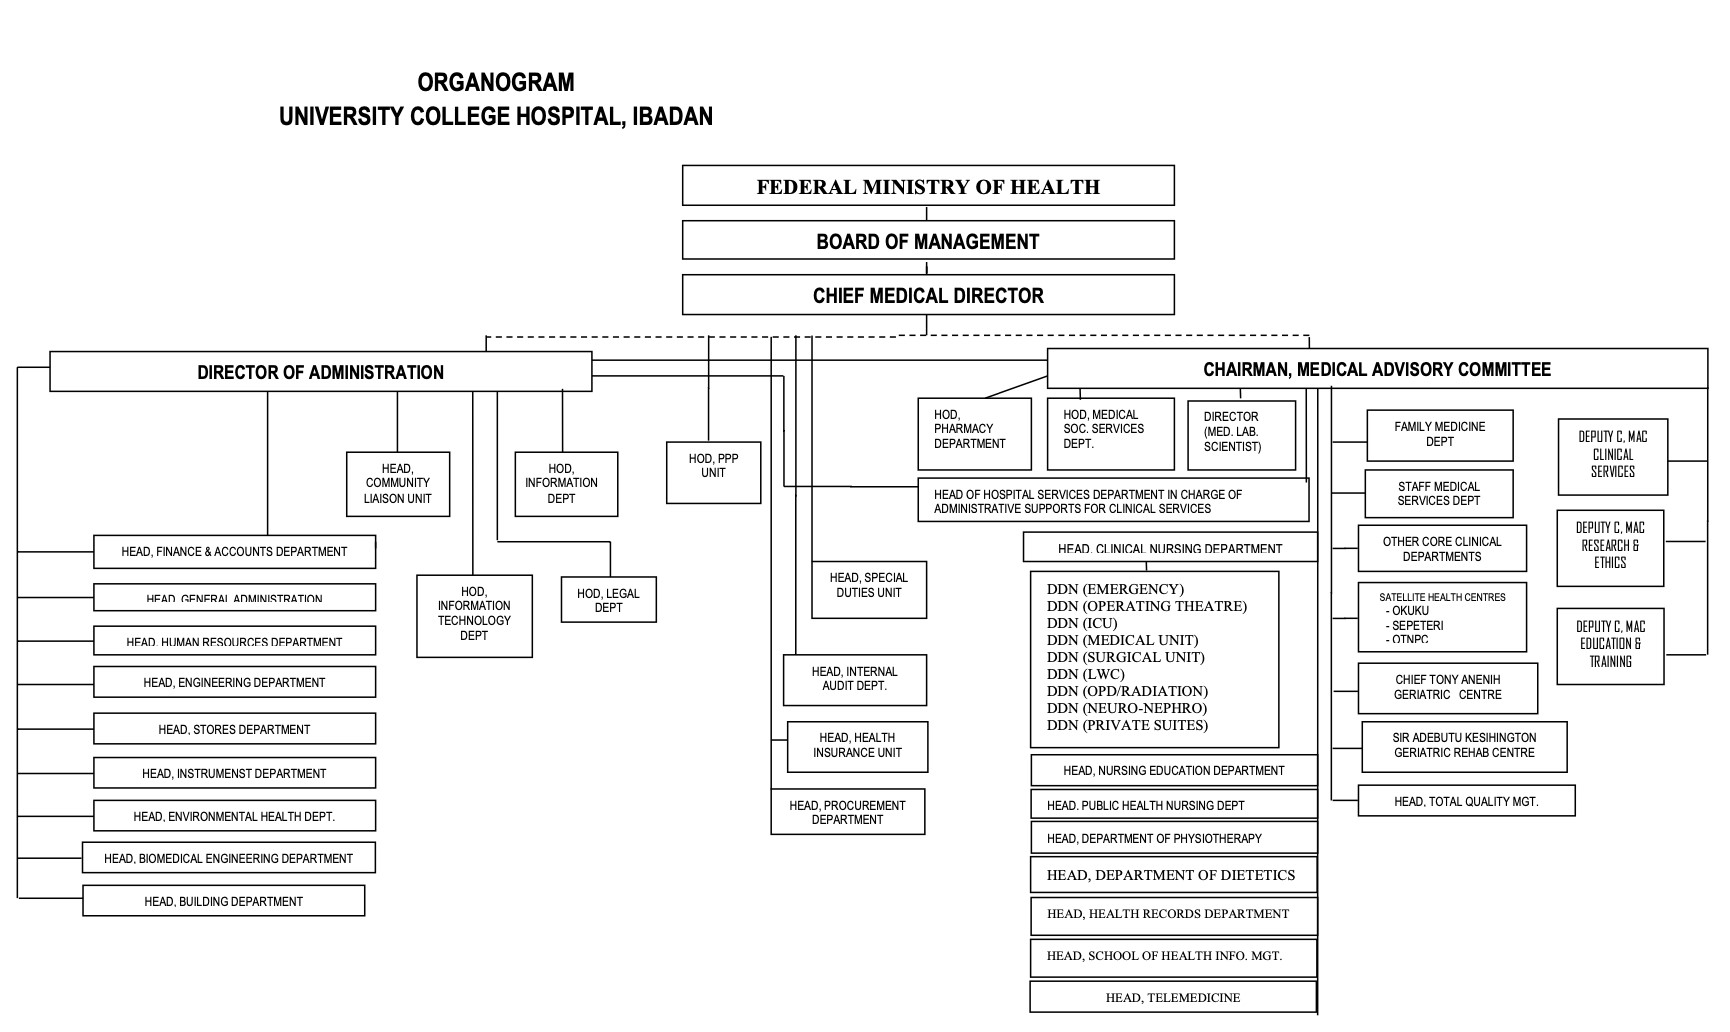 ORGANOGRAM
UNIVERSITY COLLEGE HOSPITAL, IBADAN
FEDERAL MINISTRY OF HEALTH
BOARD OF MANAGEMENT
CHIEF MEDICAL DIRECTOR
DIRECTOR OF ADMINISTRATION
CHAIRMAN, MEDICAL ADVISORY COMMITTEE
HEAD,
COMMUNITY
LIAISON UNIT
HOD,
INFORMATION
DEPT
HOD, PPP
UNIT
HEAD, FINANCE & ACCOUNTS DEPARTMENT
HEAD, GENERAL ADMINISTRATION
HEAD, HUMAN RESOURCES DEPARTMENT
HEAD, ENGINEERING DEPARTMENT
HEAD, STORES DEPARTMENT
HEAD, INSTRUMENST DEPARTMENT
HEAD, ENVIRONMENTAL HEALTH DEPT.
HEAD, BIOMEDICAL ENGINEERING DEPARTMENT
HEAD, BUILDING DEPARTMENT
HOD,
INFORMATION
TECHNOLOGY
DEPT
HOD, LEGAL
DEPT
HEAD, SPECIAL
DUTIES UNIT
HEAD, INTERNAL
AUDIT DEPT.
HEAD, HEALTH
INSURANCE UNIT
HEAD, PROCUREMENT
DEPARTMENT
HOD,
PHARMACY
DEPARTMENT
HOD, MEDICAL
SOC. SERVICES
DEPT.
DIRECTOR
(MED. LAB.
SCIENTIST)
HEAD OF HOSPITAL SERVICES DEPARTMENT IN CHARGE OF
ADMINISTRATIVE SUPPORTS FOR CLINICAL SERVICES
HEAD, CLINICAL NURSING DEPARTMENT
DDN (EMERGENCY)
DDN (OPERATING THEATRE)
DDN (ICU)
DDN (MEDICAL UNIT)
DDN (SURGICAL UNIT)
DDN (LWC)
DDN (OPD/RADIATION)
DDN (NEURO-NEPHRO)
DDN (PRIVATE SUITES)
HEAD, NURSING EDUCATION DEPARTMENT
HEAD. PUBLIC HEALTH NURSING DEPT
HEAD, DEPARTMENT OF PHYSIOTHERAPY
HEAD, DEPARTMENT OF DIETETICS
HEAD, HEALTH RECORDS DEPARTMENT
HEAD, SCHOOL OF HEALTH INFO. MGT.
HEAD, TELEMEDICINE
FAMILY MEDICINE
DEPT
STAFF MEDICAL
SERVICES DEPT
OTHER CORE CLINICAL
DEPARTMENTS
SATELLITE HEALTH CENTRES
- OKUKU
- SEPETERI
- OTNPC
CHIEF TONY ANENIH
GERIATRIC CENTRE
SIR ADEBUTU KESIHINGTON
GERIATRIC REHAB CENTRE
HEAD, TOTAL QUALITY MGT.
DEPUTY C, MAC
CLINICAL
SERVICES
DEPUTY C, MAC
RESEARCH &
ETHICS
DEPUTY C, MAC
EDUCATION &
TRAINING